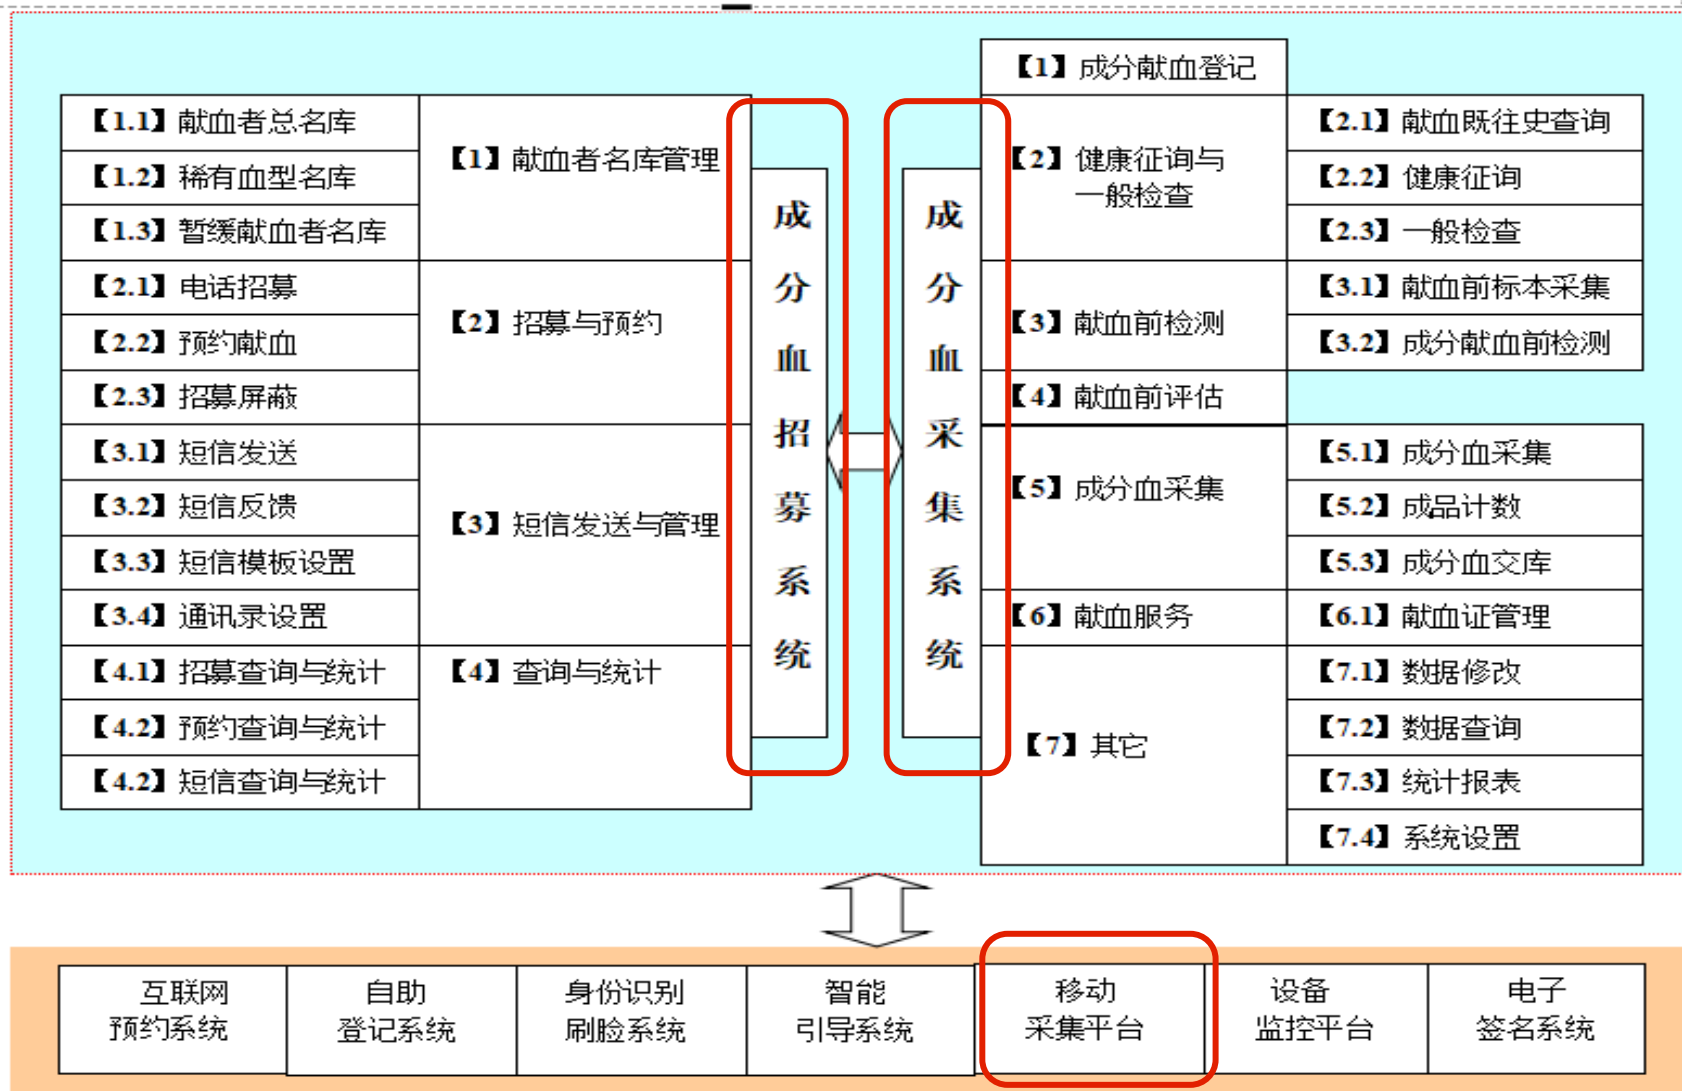 【1.1】献血者总名库
【1.2】稀有血型名库
【1.3】暂缓献血者名库
【2.1】电话招募
【2.2】预约献血
【2.3】招募屏蔽
【3.1】短信发送
【3.2】短信反馈
【3.3】短信模板设置
【3.4】通讯录设置
【4.1】招募查询与统计
【4.2】预约查询与统计
【4.2】短信查询与统计
【1】献血者名库管理
【2】招募与预约
【3】短信发送与管理
【4】查询与统计
成分血招募系统
成分血采集系统
【1】成分献血登记
【2】健康征询与
一般检查
【3】献血前检测
【4】献血前评估
【5】成分血采集
【6】献血服务
【7】其它
【2.1】献血既往史查询
【2.2】健康征询
【2.3】一般检查
【3.1】献血前标本采集
【3.2】成分献血前检测
【5.1】成分血采集
【5.2】成品计数
【5.3】成分血交库
【6.1】献血证管理
【7.1】数据修改
【7.2】数据查询
【7.3】统计报表
【7.4】系统设置
互联网
预约系统
自助
登记系统
身份识别
刷脸系统
智能
引导系统
移动
采集平台
设备
监控平台
电子
签名系统